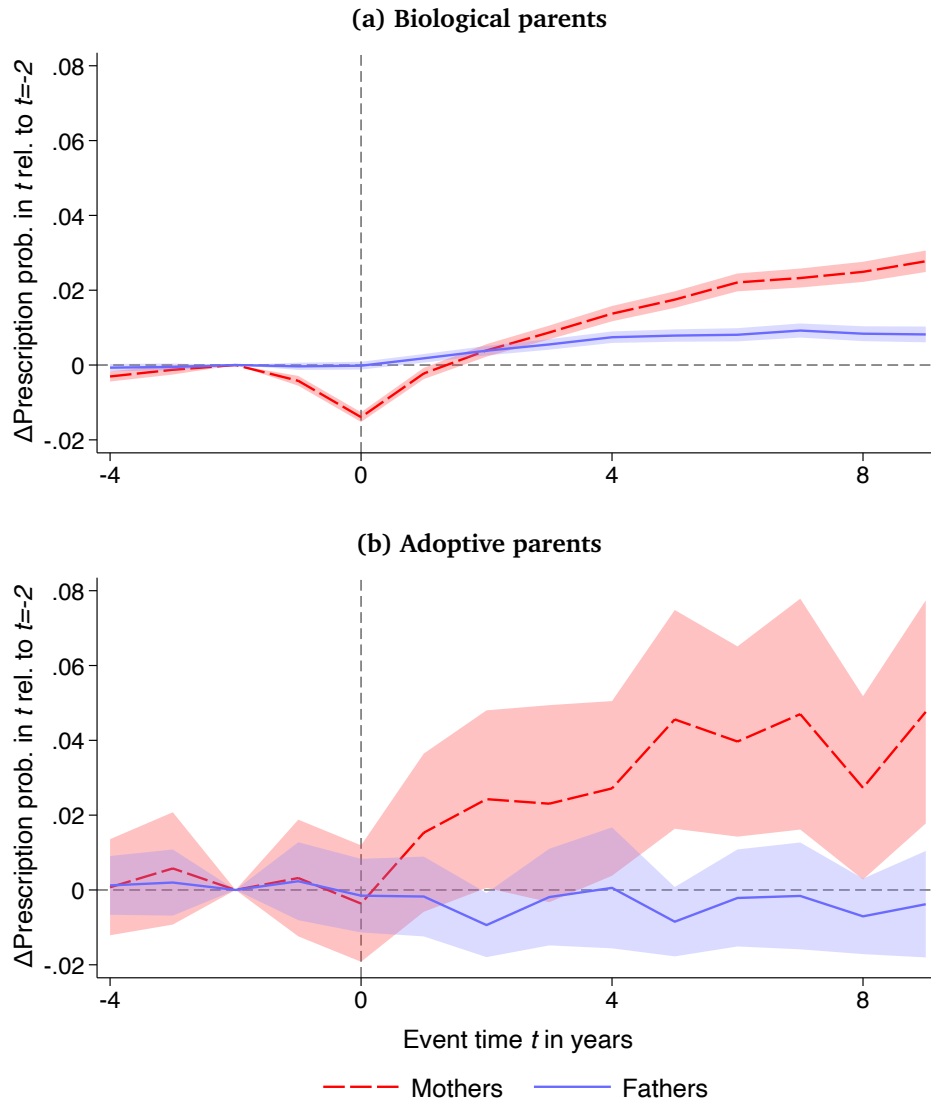 (a) Biological parents
ΔPrescription prob. in t rel. to t=-2
.08
.06
.04
.02
0
-.02
-4
0
4
8
(b) Adoptive parents
ΔPrescription prob. in t rel. to t=-2
.08
.06
.04
.02
0
-.02
-4
0
4
8
Event time t in years
Mothers
Fathers